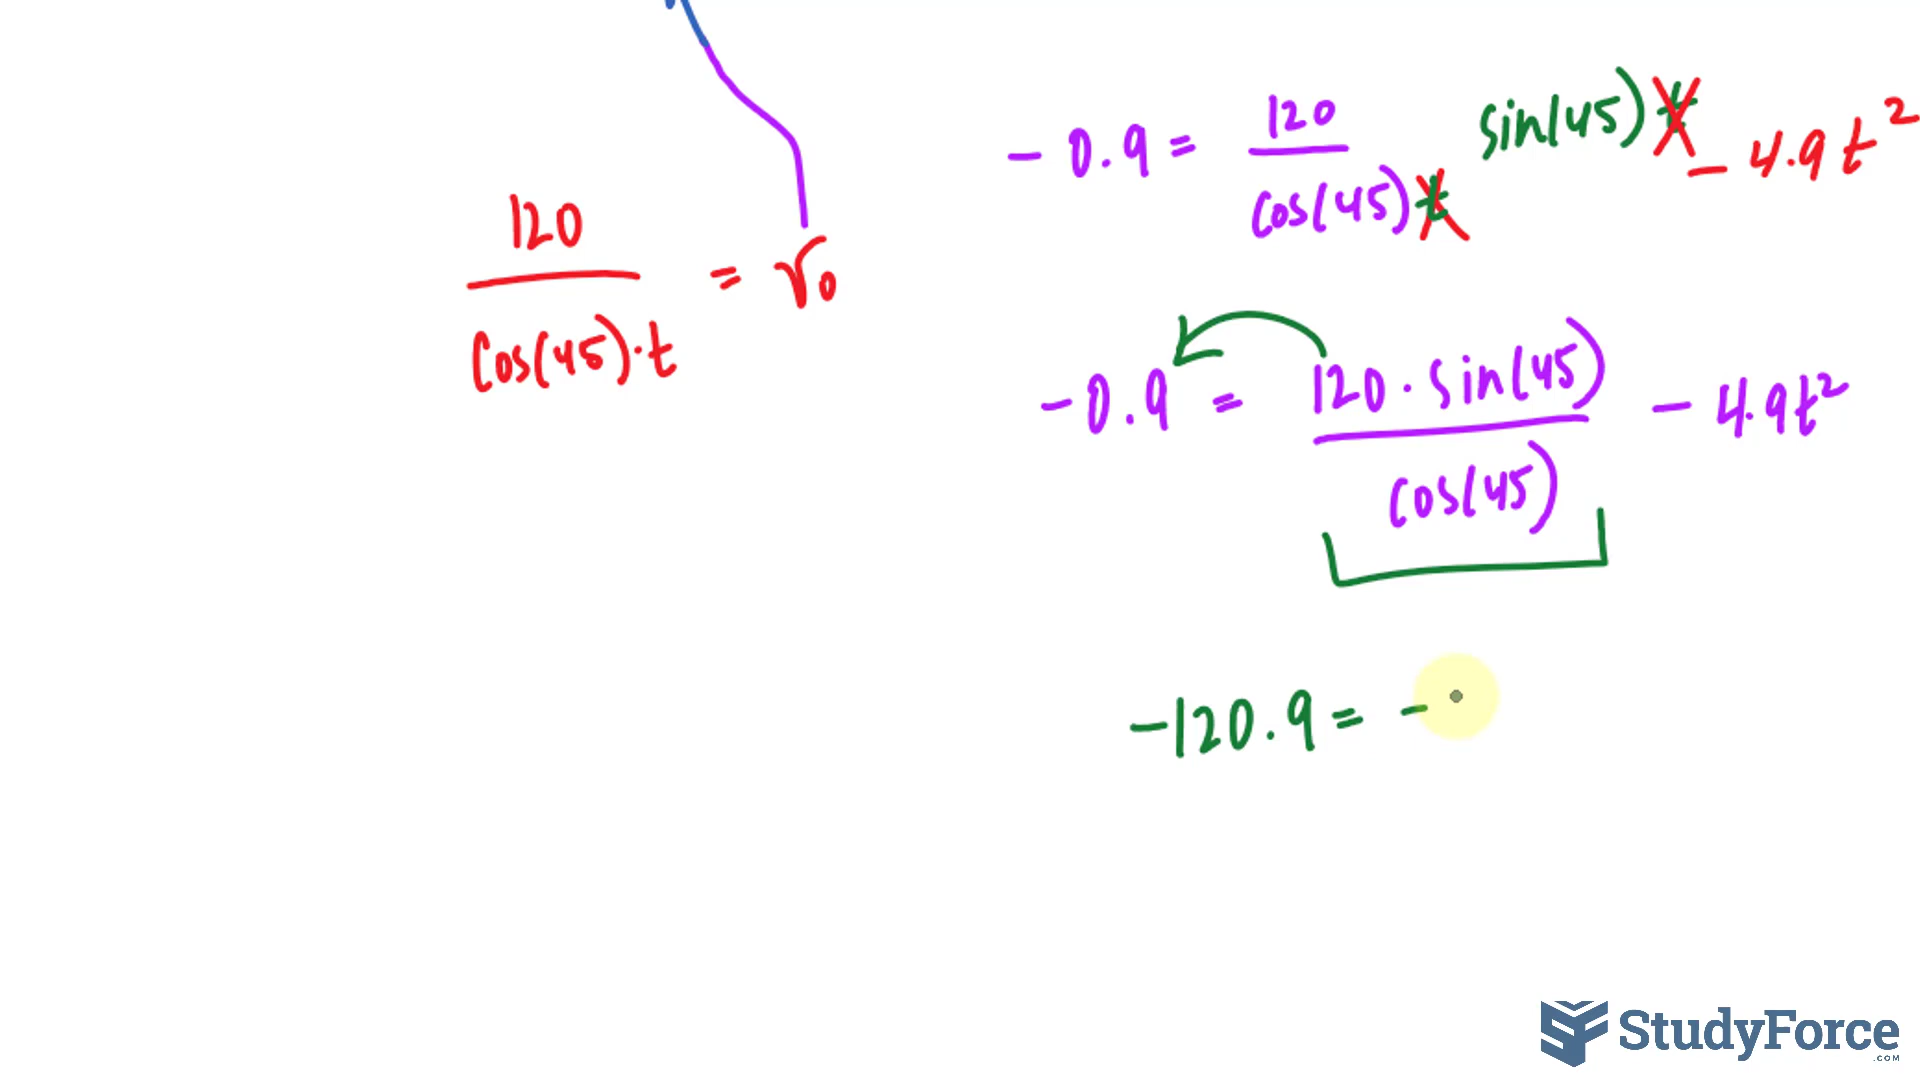 120
cos(45)·t = v₀
-0.9 = 120 / cos(45)t sin(45)t - 4.9t²
-0.9 = 120·sin(45) / cos(45) - 4.9t²
-120.9 = -
StudyForce
.COM